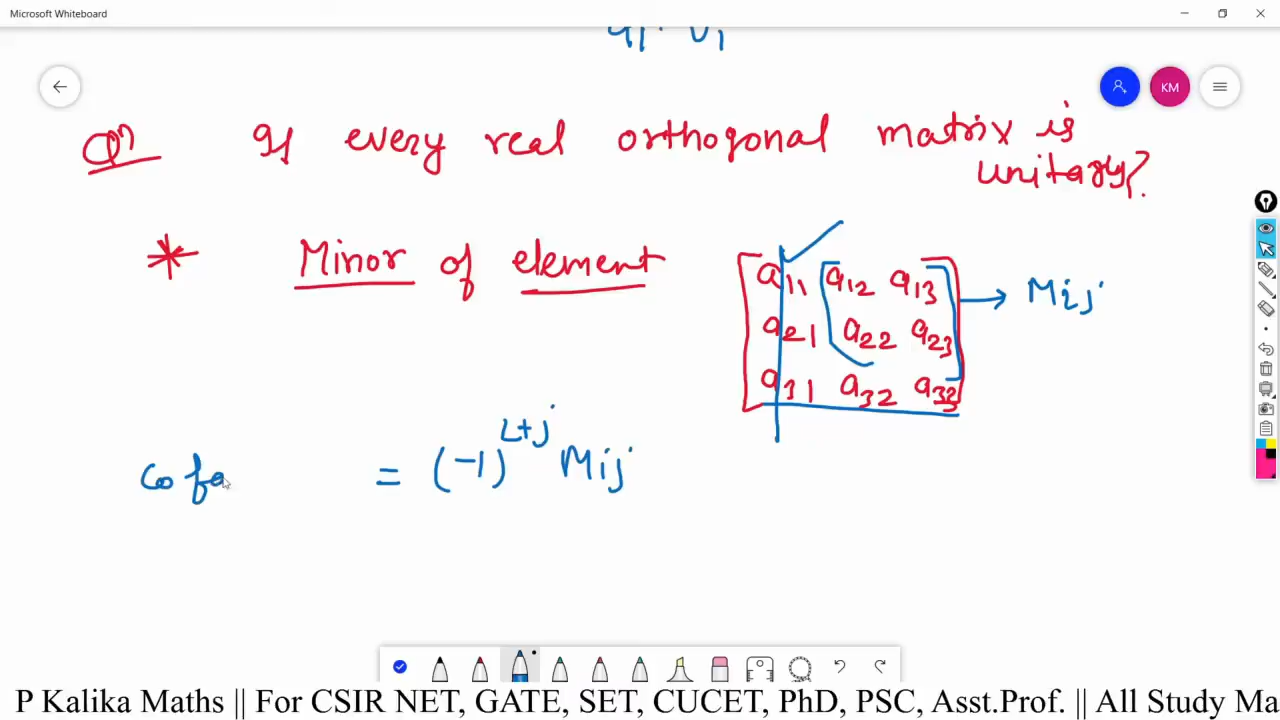 Microsoft Whiteboard
KM
Qn If every real orthogonal matrix is
unitary?
* Minor of element
a11 a12 a13 → Mij
a21 a22 a23
a31 a32 a33
Cofa = (-1)^i+j Mij
P Kalika Maths || For CSIR NET, GATE, SET, CUCET, PhD, PSC, Asst.Prof. || All Study Ma